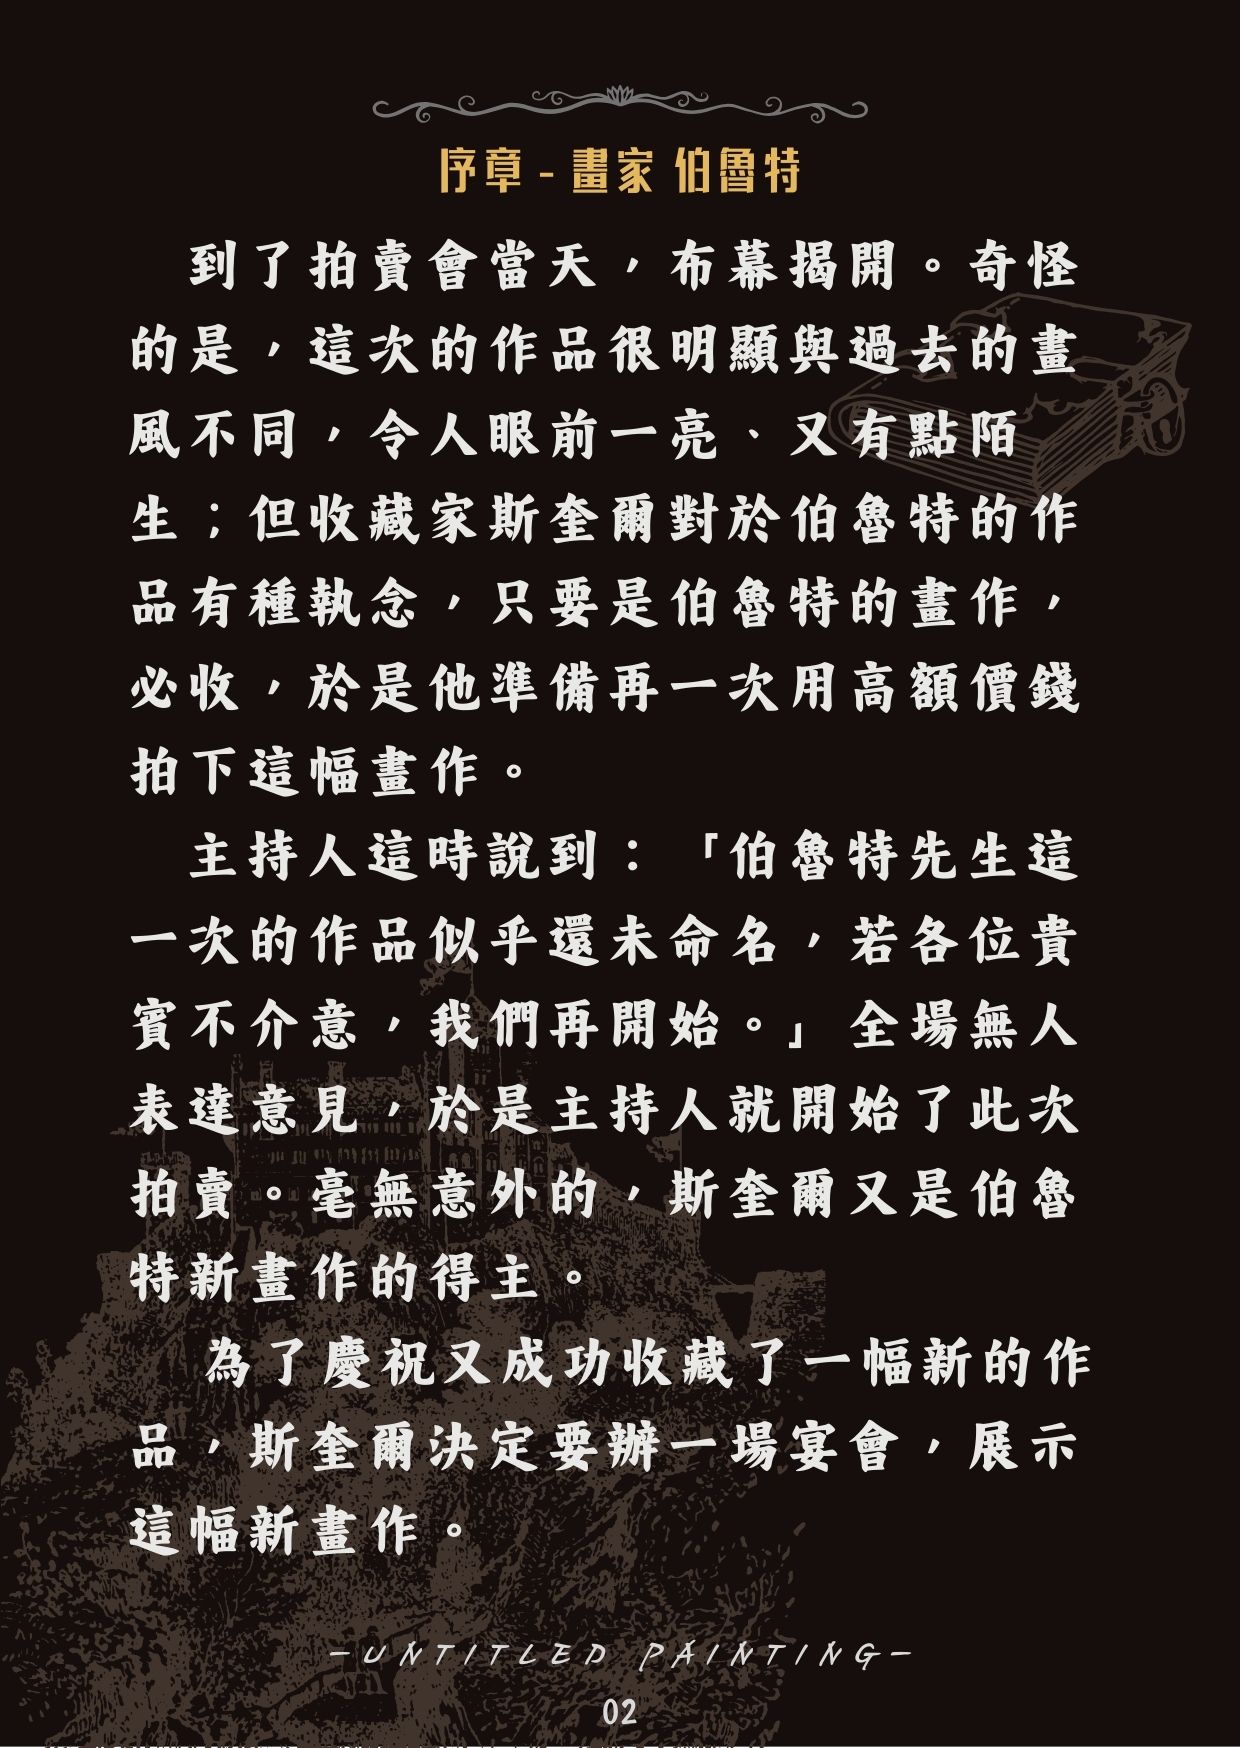 序章 - 畫家 伯魯特
到了拍賣會當天，布幕揭開。奇怪
的是，這次的作品很明顯與過去的畫
風不同，令人眼前一亮、又有點陌
生；但收藏家斯奎爾對於伯魯特的作
品有種執念，只要是伯魯特的畫作，
必收，於是他準備再一次用高額價錢
拍下這幅畫作。
主持人這時說到：「伯魯特先生這
一次的作品似乎還未命名，若各位貴
賓不介意，我們再開始。」全場無人
表達意見，於是主持人就開始了此次
拍賣。毫無意外的，斯奎爾又是伯魯
特新畫作的得主。
為了慶祝又成功收藏了一幅新的作
品，斯奎爾決定要辦一場宴會，展示
這幅新畫作。
-UNTITLED PAINTING-
02